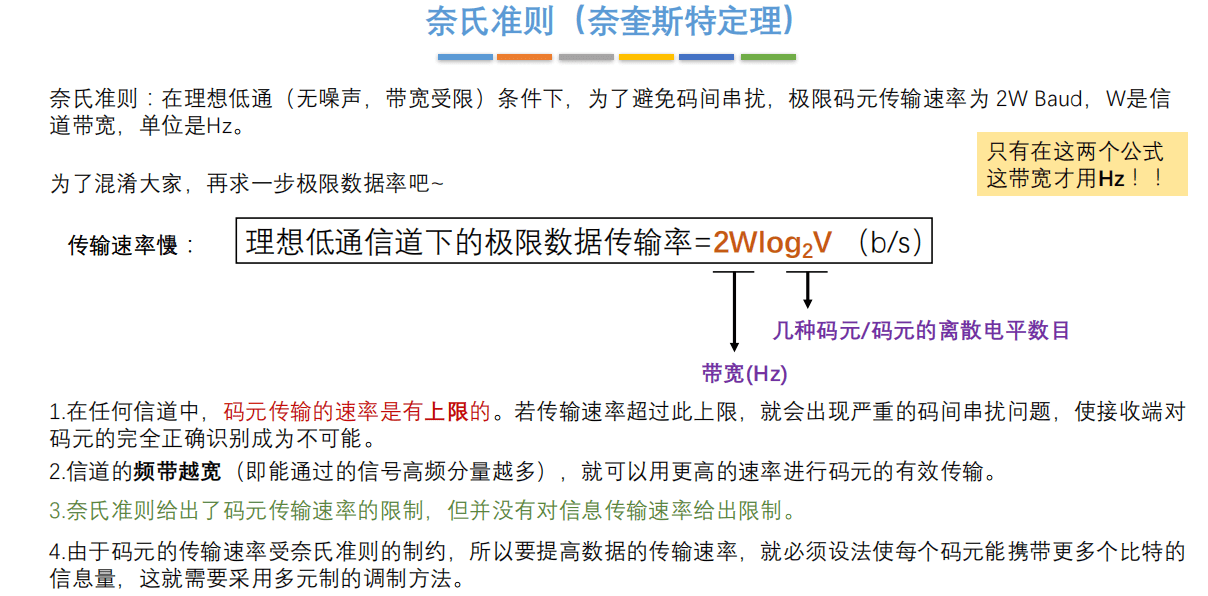 奈氏准则（奈奎斯特定理）
奈氏准则：在理想低通（无噪声，带宽受限）条件下，为了避免码间串扰，极限码元传输速率为 2W Baud，W是信
道带宽，单位是Hz。
只有在这两个公式
这带宽才用Hz！！
为了混淆大家，再求一步极限数据率吧~
传输速率慢：
理想低通信道下的极限数据传输率=2Wlog₂V （b/s）
几种码元/码元的离散电平数目
带宽(Hz)
1.在任何信道中，码元传输的速率是有上限的。若传输速率超过此上限，就会出现严重的码间串扰问题，使接收端对
码元的完全正确识别成为不可能。
2.信道的频带越宽（即能通过的信号高频分量越多），就可以用更高的速率进行码元的有效传输。
3.奈氏准则给出了码元传输速率的限制，但并没有对信息传输速率给出限制。
4.由于码元的传输速率受奈氏准则的制约，所以要提高数据的传输速率，就必须设法使每个码元能携带更多个比特的
信息量，这就需要采用多元制的调制方法。